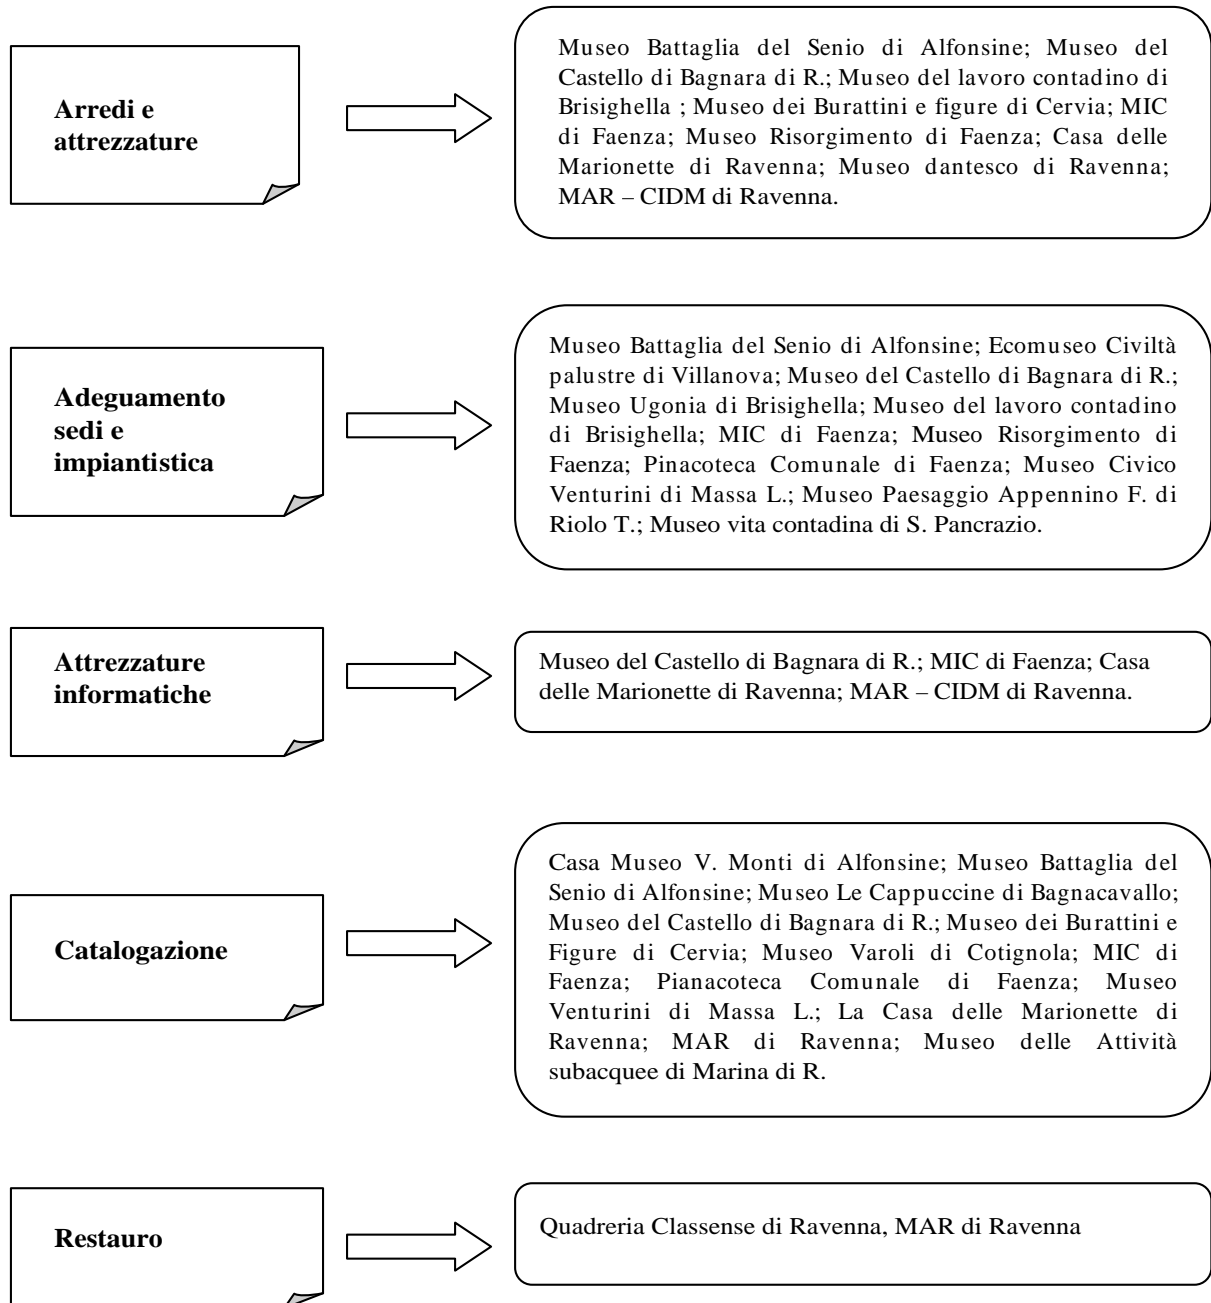 Arredi e
attrezzature
Museo Battaglia del Senio di Alfonsine; Museo del
Castello di Bagnara di R.; Museo del lavoro contadino di
Brisighella ; Museo dei Burattini e figure di Cervia; MIC
di Faenza; Museo Risorgimento di Faenza; Casa delle
Marionette di Ravenna; Museo dantesco di Ravenna;
MAR – CIDM di Ravenna.
Adeguamento
sedi e
impiantistica
Museo Battaglia del Senio di Alfonsine; Ecomuseo Civiltà
palustre di Villanova; Museo del Castello di Bagnara di R.;
Museo Ugonia di Brisighella; Museo del lavoro contadino
di Brisighella; MIC di Faenza; Museo Risorgimento di
Faenza; Pinacoteca Comunale di Faenza; Museo Civico
Venturini di Massa L.; Museo Paesaggio Appennino F. di
Riolo T.; Museo vita contadina di S. Pancrazio.
Attrezzature
informatiche
Museo del Castello di Bagnara di R.; MIC di Faenza; Casa
delle Marionette di Ravenna; MAR – CIDM di Ravenna.
Catalogazione
Casa Museo V. Monti di Alfonsine; Museo Battaglia del
Senio di Alfonsine; Museo Le Cappuccine di Bagnacavallo;
Museo del Castello di Bagnara di R.; Museo dei Burattini e
Figure di Cervia; Museo Varoli di Cotignola; MIC di
Faenza; Pianacoteca Comunale di Faenza; Museo
Venturini di Massa L.; La Casa delle Marionette di
Ravenna; MAR di Ravenna; Museo delle Attività
subacquee di Marina di R.
Restauro
Quadreria Classense di Ravenna, MAR di Ravenna